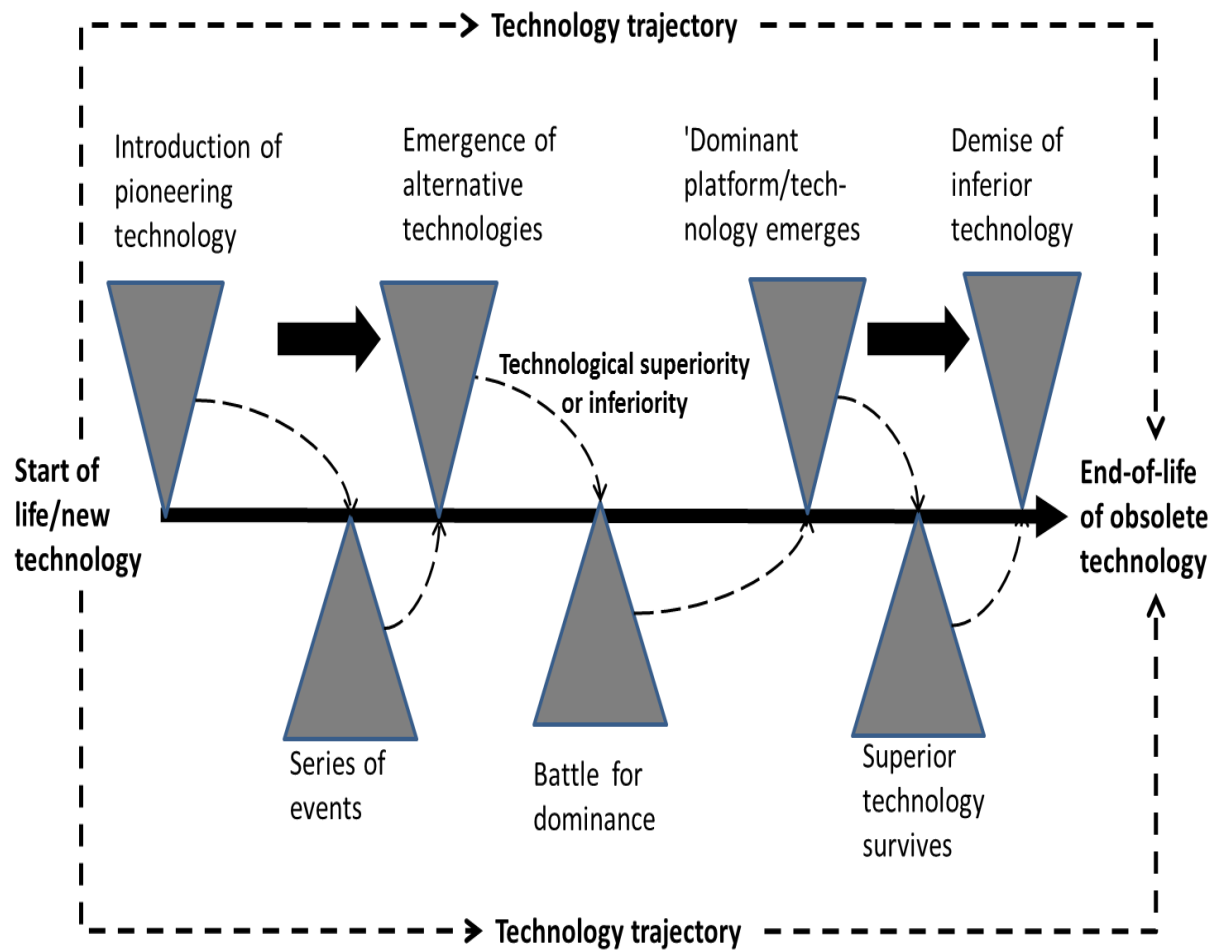 Technology trajectory
Introduction of
pioneering
technology
Emergence of
alternative
technologies
'Dominant
platform/tech-
nology emerges
Demise of
inferior
technology
Technological superiority
or inferiority
Start of
life/new
technology
End-of-life
of obsolete
technology
Series of
events
Battle for
dominance
Superior
technology
survives
Technology trajectory